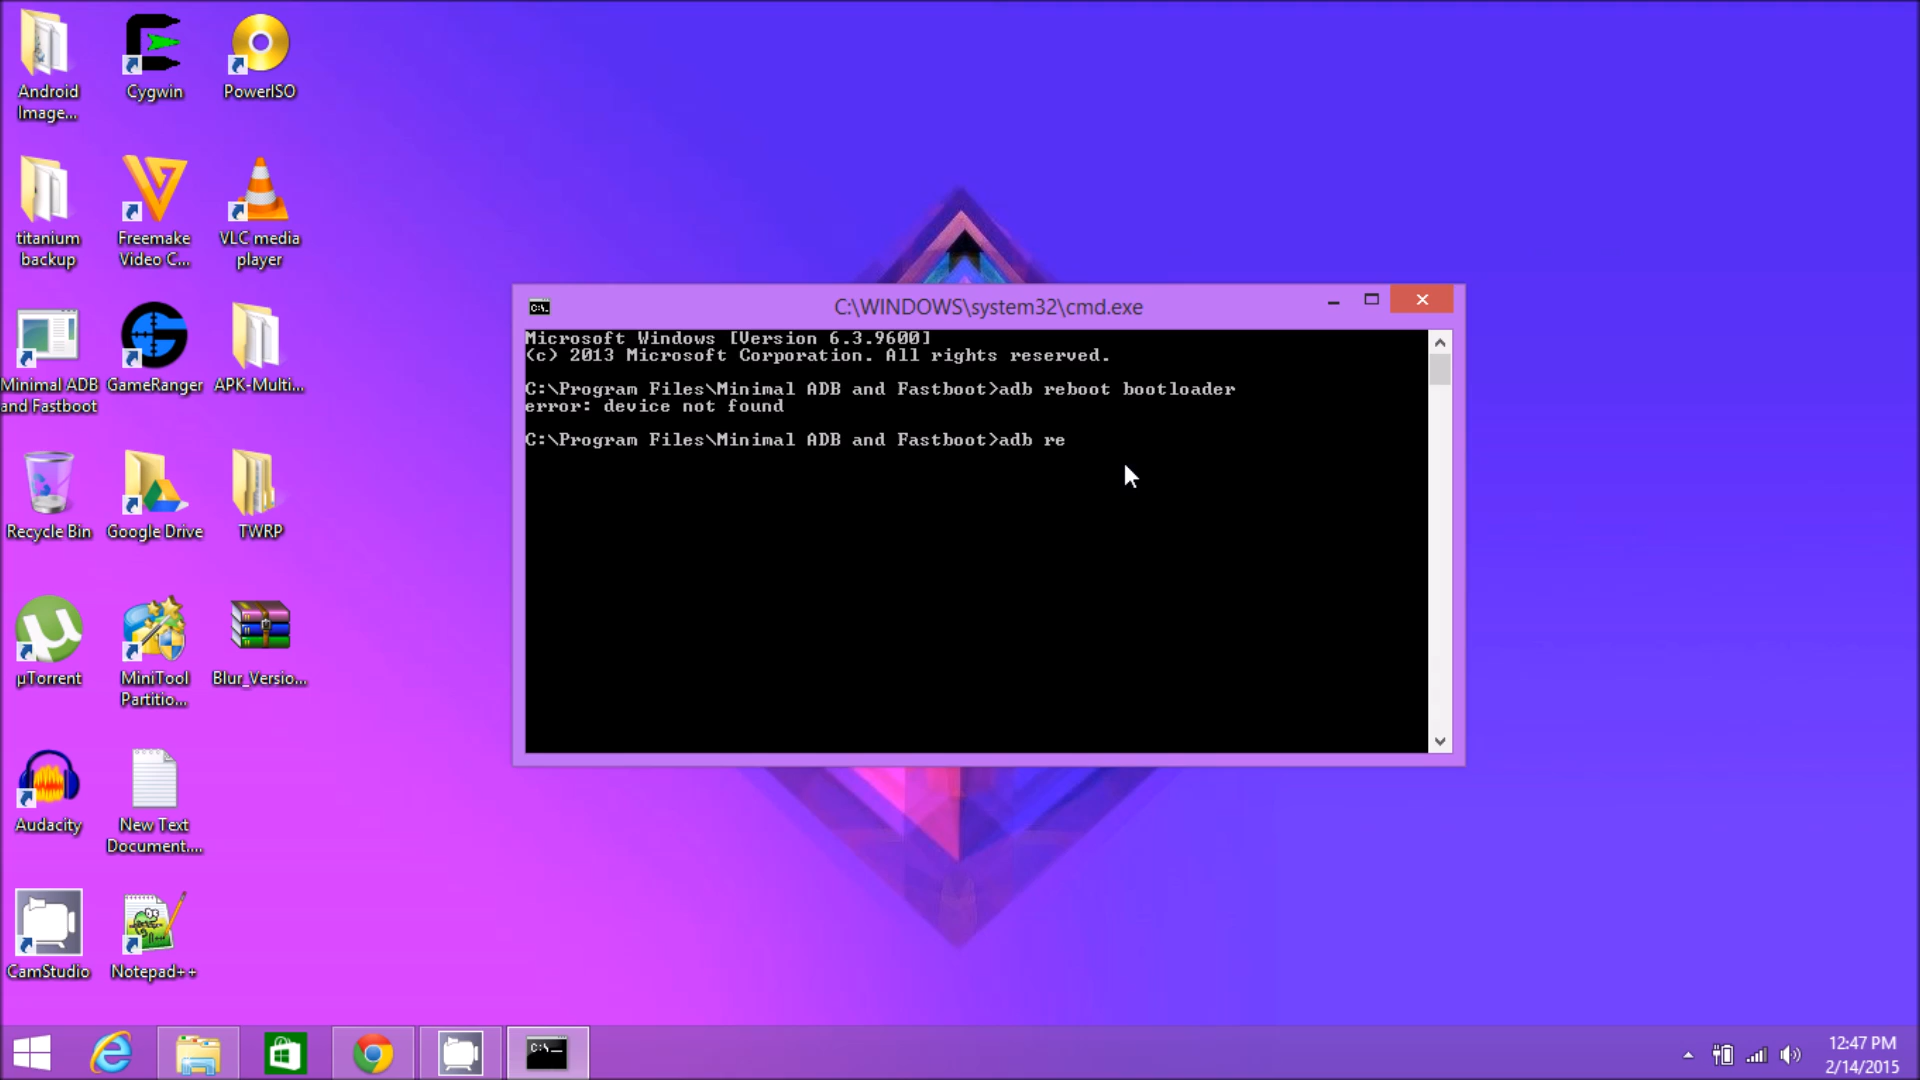 Android
Image...
Cygwin
PowerISO
titanium
backup
Freemake
Video C...
VLC media
player
Minimal ADB
and Fastboot
GameRanger
APK-Multi...
Recycle Bin
Google Drive
TWRP
µTorrent
MiniTool
Partitio...
Blur_Versio...
Audacity
New Text
Document....
CamStudio
Notepad++
C:\WINDOWS\system32\cmd.exe
Microsoft Windows [Version 6.3.9600]
(c) 2013 Microsoft Corporation. All rights reserved.
C:\Program Files\Minimal ADB and Fastboot>adb reboot bootloader
error: device not found
C:\Program Files\Minimal ADB and Fastboot>adb re
12:47 PM
2/14/2015